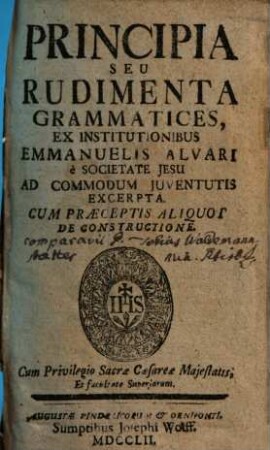 PRINCIPIA
SEU
RUDIMENTA
GRAMMATICES,
EX INSTITUTIONIBUS
EMMANUELIS ALVARI
è SOCIETATE JESU
AD COMMODUM JUVENTUTIS
EXCERPTA.
CUM PRÆCEPTIS ALIQUOT
DE CONSTRUCTIONE.
comparavit P.
IHS
Cum Privilegio Sacræ Cæsareæ Majestatis,
Et facultate Superiorum.
AUGUSTÆ VINDELICORUM & OENIPONTI,
Sumptibus Josephi Wolff.
MDCCLII.